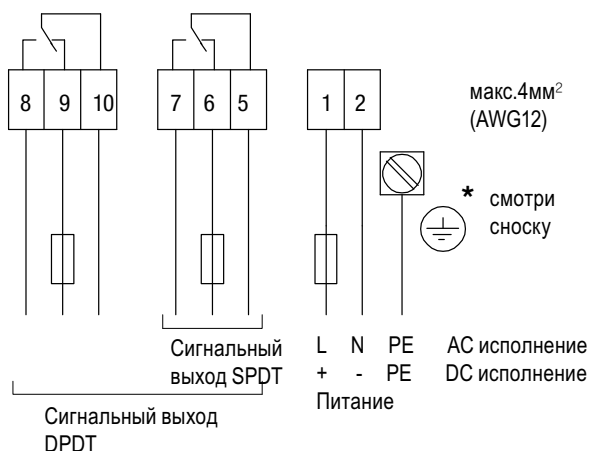 8 9 10 7 6 5 1 2
макс.4мм²
(AWG12)
* смотри
сноску
Сигнальный
выход SPDT
L N PE AC исполнение
+ - PE DC исполнение
Питание
Сигнальный выход
DPDT